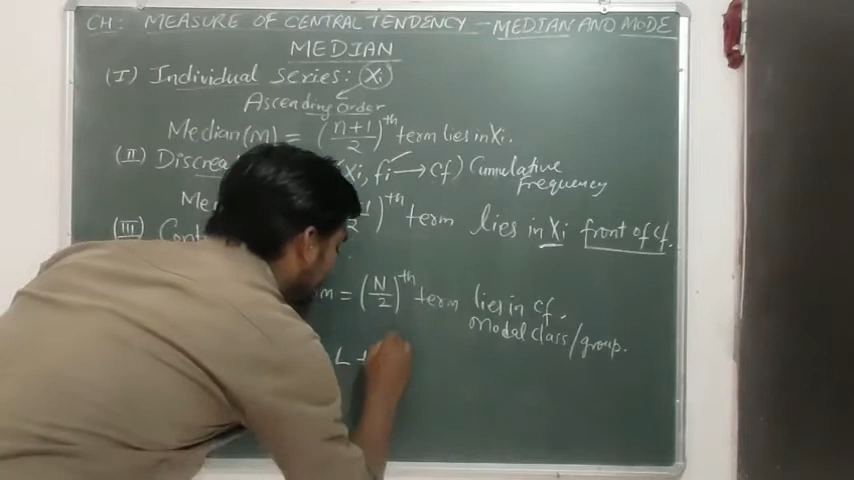 CH: MEASURE OF CENTRAL TENDENCY - MEDIAN AND MODE
MEDIAN
(I) Individual series: (Xi)
Ascending order
Median(M) = (n+1/2)th term lies in Xi.
(II) Discrea Xi, fi → cf) Cumulative frequency
Me )th term lies in Xi front of cf.
(III) Cont
m = (N/2)th term lies in cf.
modal class/group.
L +